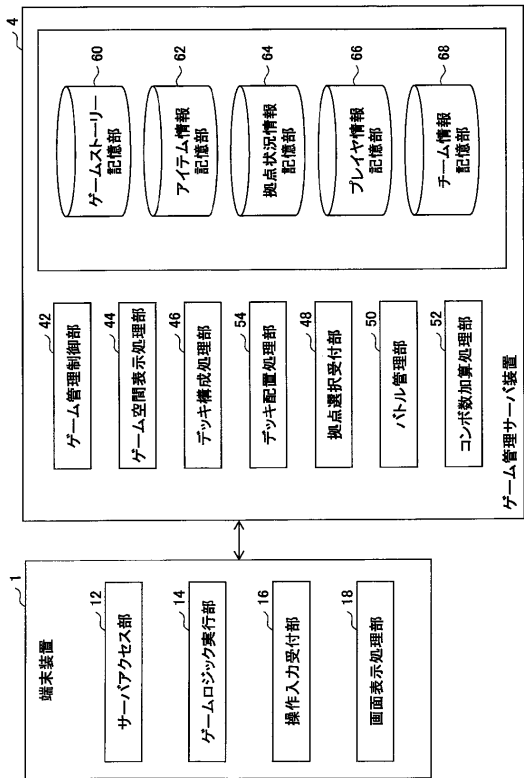 端末装置
1
12
サーバアクセス部
14
ゲームロジック実行部
16
操作入力受付部
18
画面表示処理部
4
42
ゲーム管理制御部
44
ゲーム空間表示処理部
46
デッキ構成処理部
54
デッキ配置処理部
48
拠点選択受付部
50
バトル管理部
52
コンボ数加算処理部
60
ゲームストーリー
記憶部
62
アイテム情報
記憶部
64
拠点状況情報
記憶部
66
プレイヤ情報
記憶部
68
チーム情報
記憶部
ゲーム管理サーバ装置